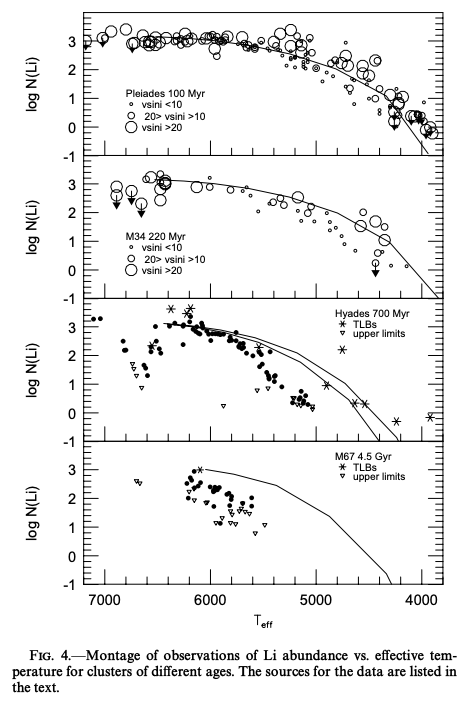 log N(Li)
3
2
1
0
-1
Pleiades 100 Myr
vsini <10
20> vsini >10
vsini >20
log N(Li)
3
2
1
0
-1
M34 220 Myr
vsini <10
20> vsini >10
vsini >20
log N(Li)
3
2
1
0
-1
Hyades 700 Myr
TLBs
upper limits
log N(Li)
3
2
1
0
-1
M67 4.5 Gyr
TLBs
upper limits
7000 6000 5000 4000
Teff
FIG. 4.—Montage of observations of Li abundance vs. effective tem-
perature for clusters of different ages. The sources for the data are listed in
the text.